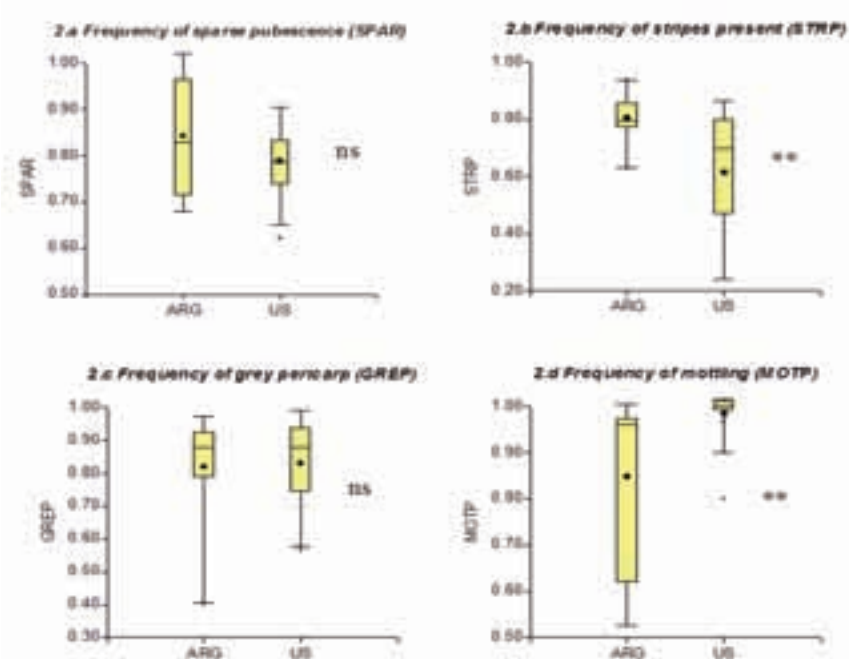 2.a Frequency of sparse pubescence (SPAR)
1.00
0.90
0.80
0.70
0.60
0.50
SPAR
ns
ARG US
2.b Frequency of stripes present (STRP)
1.00
0.80
0.60
0.40
0.20
STRP
**
ARG US
2.c Frequency of grey pericarp (GREP)
1.00
0.90
0.80
0.70
0.60
0.50
0.40
0.30
GREP
ns
ARG US
2.d Frequency of mottling (MOTP)
1.00
0.90
0.80
0.70
0.60
0.50
MOTP
**
ARG US